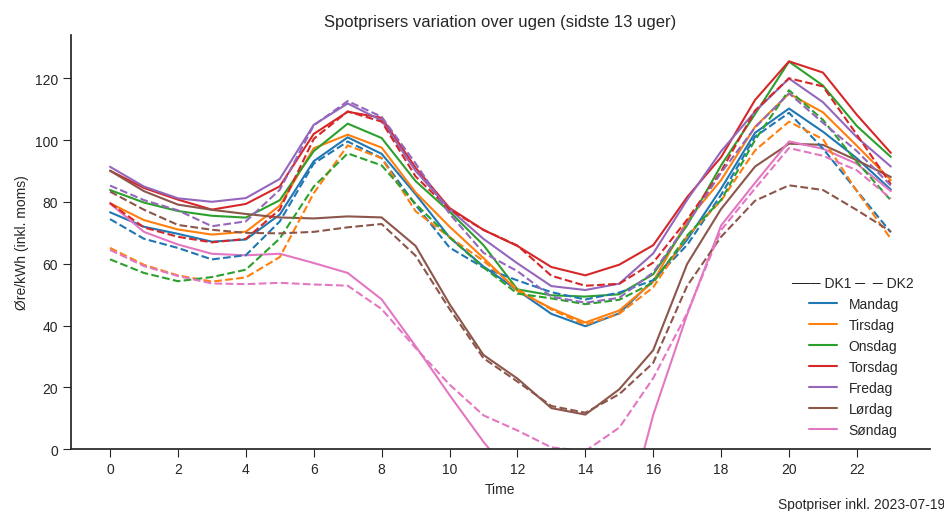 Spotprisers variation over ugen (sidste 13 uger)
Øre/kWh (inkl. moms)
120
100
80
60
40
20
0
0 2 4 6 8 10 12 14 16 18 20 22
Time
DK1 DK2
Mandag
Tirsdag
Onsdag
Torsdag
Fredag
Lørdag
Søndag
Spotpriser inkl. 2023-07-19